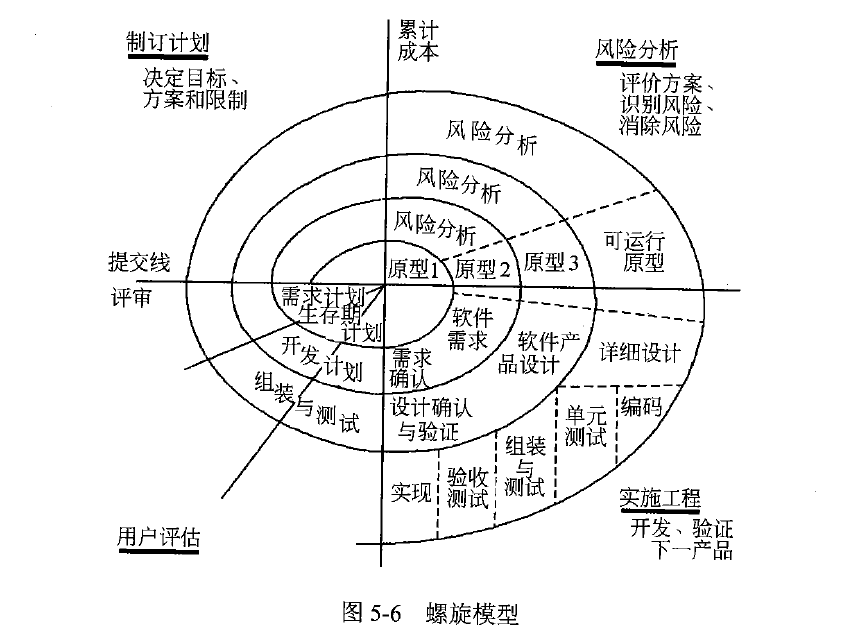 制订计划
决定目标、
方案和限制
累计
成本
风险分析
评价方案、
识别风险、
消除风险
风险分析
风险分析
风险分析
可运行
原型
提交线
原型1
原型2
原型3
评审
需求计划
生存期
计划
软件
需求
开发计划
需求
确认
软件产
品设计
详细设计
组装与测试
设计确认
与验证
单元
测试
编码
组装
与
测试
实现
验收
测试
实施工程
开发、验证
下一产品
用户评估
图 5-6 螺旋模型